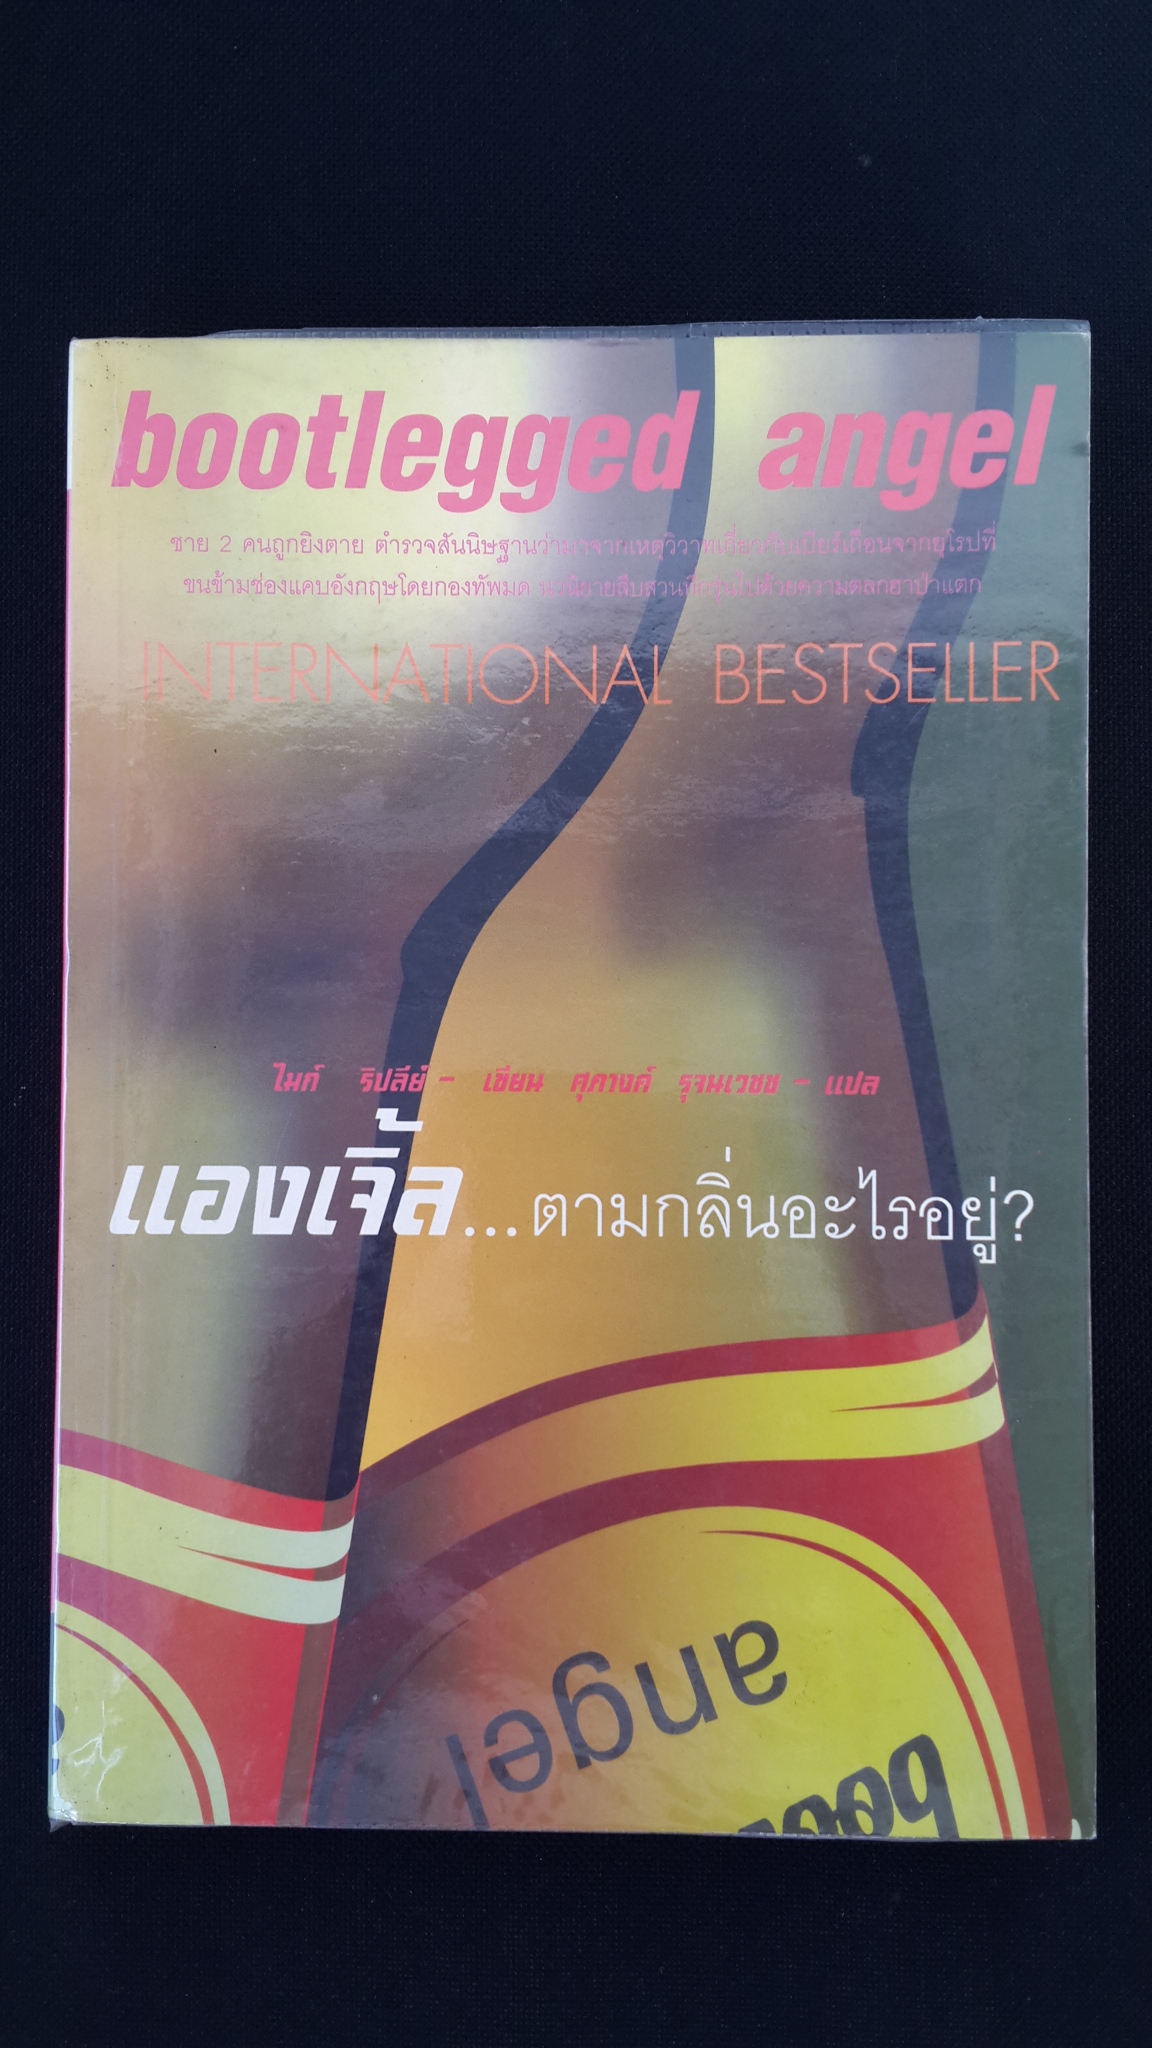 bootlegged angel
ชาย 2 คนถูกยิงตาย ตำรวจสันนิษฐานว่ามาจากเหตุวิวาทเกี่ยวกับเบียร์เถื่อนจากยุโรปที่
ขนข้ามช่องแคบอังกฤษโดยกองทัพมด นวนิยายสืบสวนที่กรุ่นไปด้วยความตลกฮาป่าแตก
INTERNATIONAL BESTSELLER
ไมก์ ริปลีย์ - เขียน ศุภางค์ รุจนเวชช - แปล
แองเจิ้ล...ตามกลิ่นอะไรอยู่?
angel